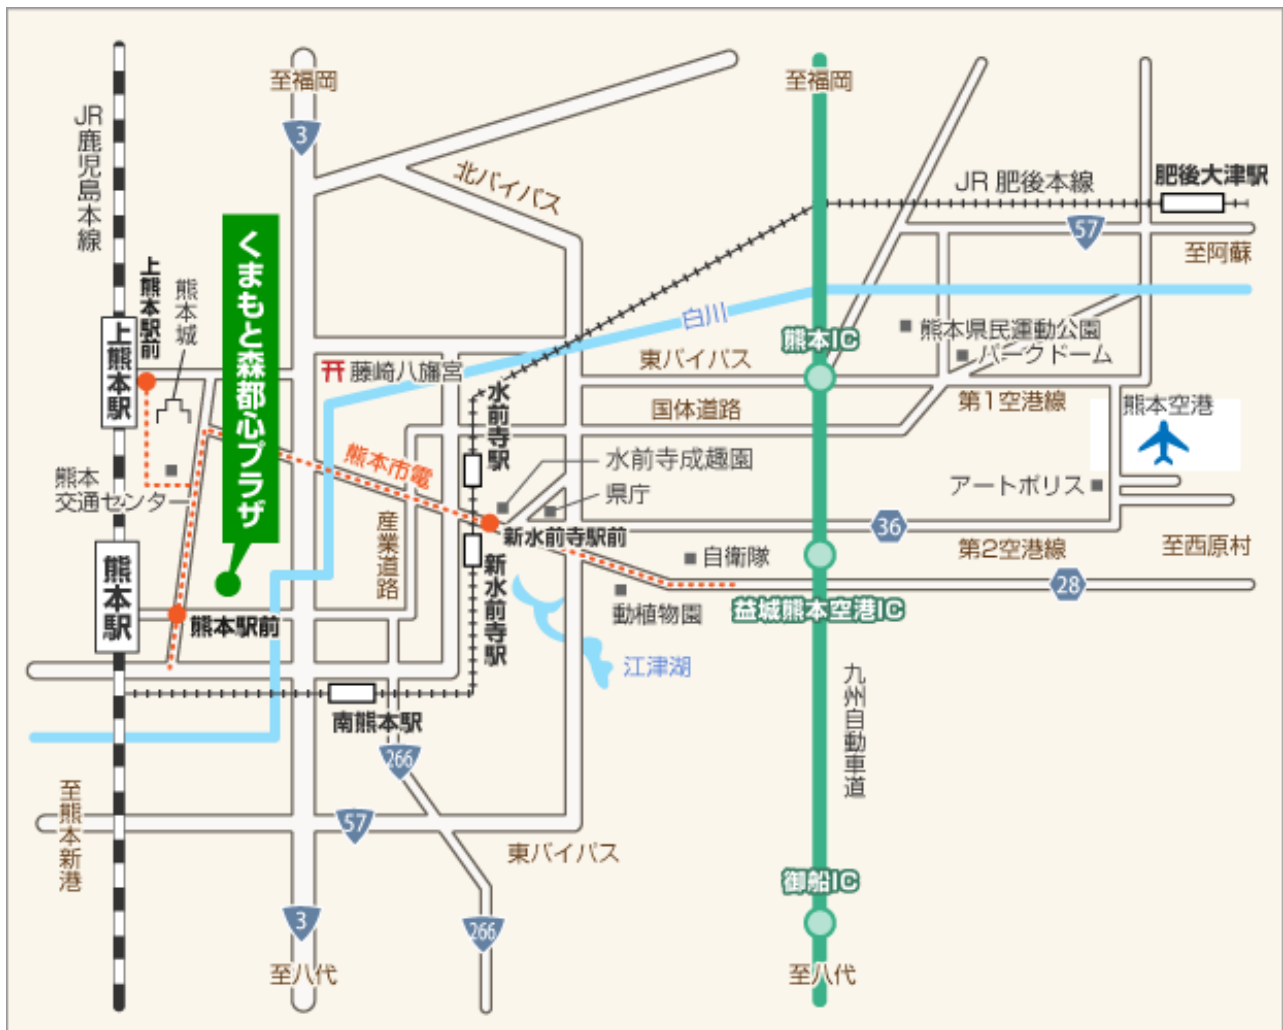 至福岡
至福岡
3
JR鹿児島本線
北バイパス
JR 肥後本線
肥後大津駅
57
至阿蘇
くまもと森都心プラザ
上熊本駅前
熊本城
上熊本駅
白川
熊本IC
熊本県民運動公園
パークドーム
藤崎八旛宮
東バイパス
水前寺駅
国体道路
第1空港線
熊本空港
熊本市電
水前寺成趣園
熊本
交通センター
県庁
アートポリス
産業道路
新水前寺駅前
36
第2空港線
至西原村
自衛隊
熊本駅
新水前寺駅
28
動植物園
益城熊本空港IC
熊本駅前
江津湖
南熊本駅
九州自動車道
266
至熊本新港
57
東バイパス
御船IC
3
266
至八代
至八代